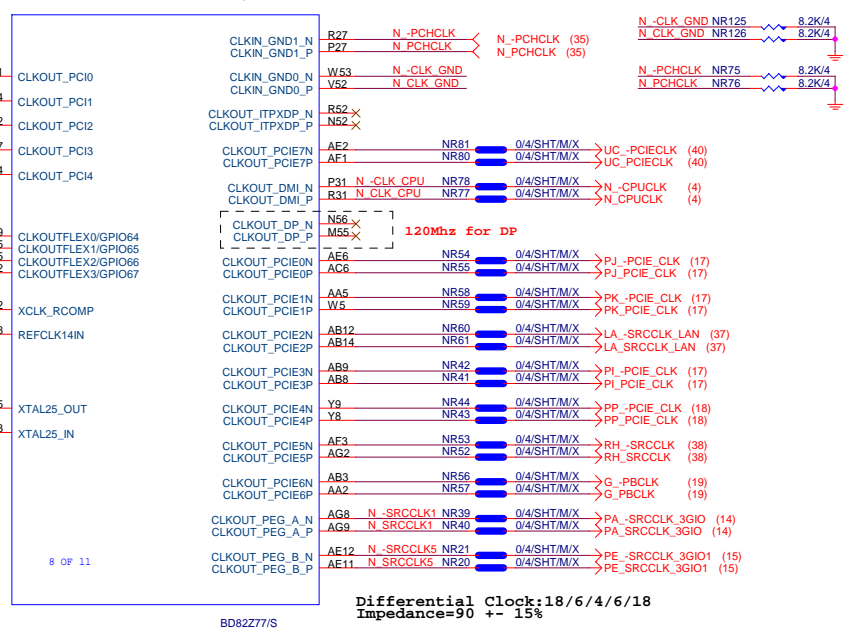 N_-CLK_GND NR125 8.2K/4
N_CLK_GND NR126 8.2K/4
CLKIN_GND1_N R27 N_-PCHCLK N_-PCHCLK (35)
CLKIN_GND1_P P27 N_PCHCLK N_PCHCLK (35)
CLKOUT_PCI0 CLKIN_GND0_N W53 N_-CLK_GND N_-PCHCLK NR75 8.2K/4
CLKIN_GND0_P V52 N_CLK_GND N_PCHCLK NR76 8.2K/4
CLKOUT_PCI1
CLKOUT_ITPXDP_N R52
CLKOUT_PCI2 CLKOUT_ITPXDP_P N52
CLKOUT_PCI3 CLKOUT_PCIE7N AE2 NR81 0/4/SHT/M/X UC_-PCIECLK (40)
CLKOUT_PCIE7P AF1 NR80 0/4/SHT/M/X UC_PCIECLK (40)
CLKOUT_PCI4
CLKOUT_DMI_N P31 N_-CLK_CPU NR78 0/4/SHT/M/X N_-CPUCLK (4)
CLKOUT_DMI_P R31 N_CLK_CPU NR77 0/4/SHT/M/X N_CPUCLK (4)
CLKOUT_DP_N N56
CLKOUTFLEX0/GPIO64 CLKOUT_DP_P M55 120Mhz for DP
CLKOUTFLEX1/GPIO65
CLKOUTFLEX2/GPIO66 CLKOUT_PCIE0N AE6 NR54 0/4/SHT/M/X PJ_-PCIE_CLK (17)
CLKOUTFLEX3/GPIO67 CLKOUT_PCIE0P AC6 NR55 0/4/SHT/M/X PJ_PCIE_CLK (17)
CLKOUT_PCIE1N AA5 NR58 0/4/SHT/M/X PK_-PCIE_CLK (17)
XCLK_RCOMP CLKOUT_PCIE1P W5 NR59 0/4/SHT/M/X PK_PCIE_CLK (17)
REFCLK14IN CLKOUT_PCIE2N AB12 NR60 0/4/SHT/M/X LA_-SRCCLK_LAN (37)
CLKOUT_PCIE2P AB14 NR61 0/4/SHT/M/X LA_SRCCLK_LAN (37)
CLKOUT_PCIE3N AB9 NR42 0/4/SHT/M/X PI_-PCIE_CLK (17)
CLKOUT_PCIE3P AB8 NR41 0/4/SHT/M/X PI_PCIE_CLK (17)
XTAL25_OUT CLKOUT_PCIE4N Y9 NR44 0/4/SHT/M/X PP_-PCIE_CLK (18)
CLKOUT_PCIE4P Y8 NR43 0/4/SHT/M/X PP_PCIE_CLK (18)
XTAL25_IN
CLKOUT_PCIE5N AF3 NR53 0/4/SHT/M/X RH_-SRCCLK (38)
CLKOUT_PCIE5P AG2 NR52 0/4/SHT/M/X RH_SRCCLK (38)
CLKOUT_PCIE6N AB3 NR56 0/4/SHT/M/X G_-PBCLK (19)
CLKOUT_PCIE6P AA2 NR57 0/4/SHT/M/X G_PBCLK (19)
CLKOUT_PEG_A_N AG8 N_-SRCCLK1 NR39 0/4/SHT/M/X PA_-SRCCLK_3GIO (14)
CLKOUT_PEG_A_P AG9 N_SRCCLK1 NR40 0/4/SHT/M/X PA_SRCCLK_3GIO (14)
8 OF 11 CLKOUT_PEG_B_N AE12 N_-SRCCLK5 NR21 0/4/SHT/M/X PE_-SRCCLK_3GIO1 (15)
CLKOUT_PEG_B_P AE11 N_SRCCLK5 NR20 0/4/SHT/M/X PE_SRCCLK_3GIO1 (15)
Differential Clock:18/6/4/6/18
Impedance=90 +- 15%
BD82Z77/S